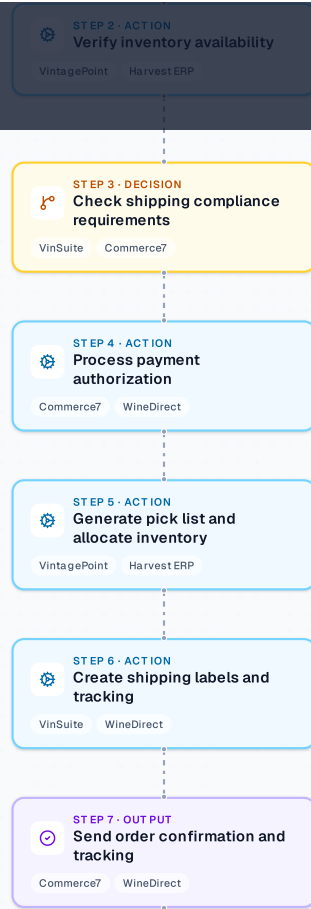 STEP 2 · ACTION
Verify inventory availability
VintagePoint Harvest ERP
STEP 3 · DECISION
Check shipping compliance
requirements
VinSuite Commerce7
STEP 4 · ACTION
Process payment
authorization
Commerce7 WineDirect
STEP 5 · ACTION
Generate pick list and
allocate inventory
VintagePoint Harvest ERP
STEP 6 · ACTION
Create shipping labels and
tracking
VinSuite WineDirect
STEP 7 · OUTPUT
Send order confirmation and
tracking
Commerce7 WineDirect